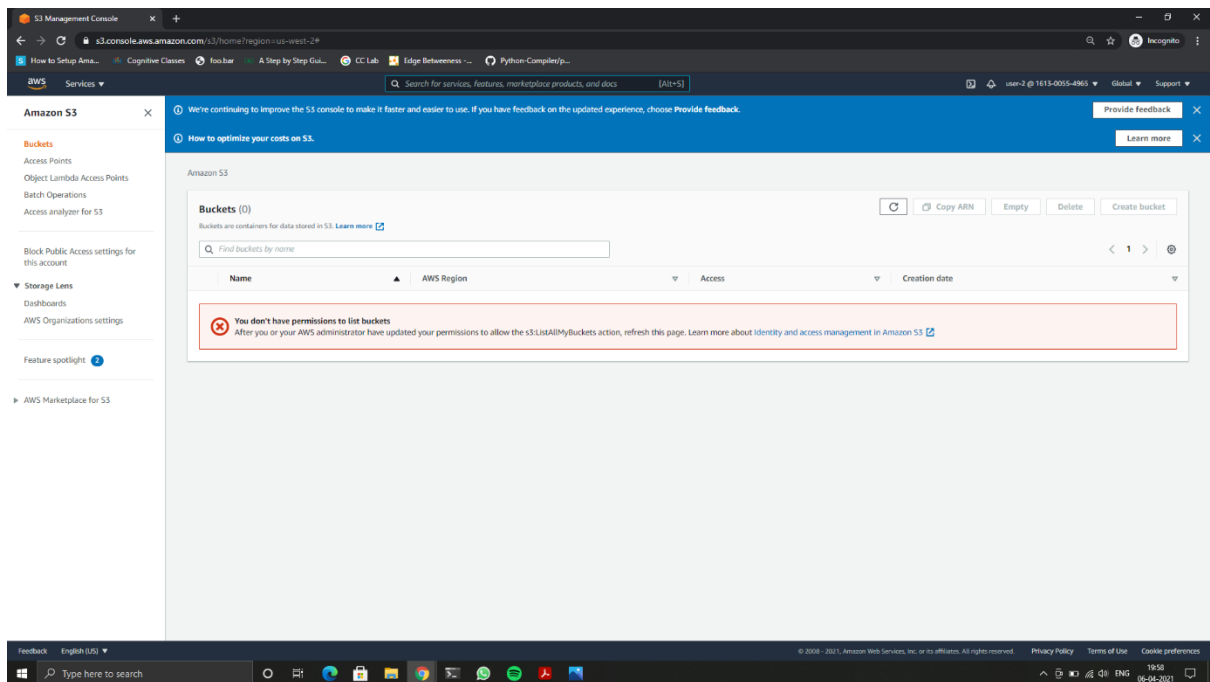 S3 Management Console
s3.console.aws.amazon.com/s3/home?region=us-west-2#
Incognito
How to Setup Ama...
Cognitive Classes
foo.bar
A Step by Step Gui...
CC Lab
Edge Betweeness -...
Python-Compiler/p...
aws
Services
Search for services, features, marketplace products, and docs
[Alt+S]
user-2 @ 1613-0055-4965
Global
Support
Amazon S3
Buckets
Access Points
Object Lambda Access Points
Batch Operations
Access analyzer for S3
Block Public Access settings for
this account
Storage Lens
Dashboards
AWS Organizations settings
Feature spotlight 2
AWS Marketplace for S3
We're continuing to improve the S3 console to make it faster and easier to use. If you have feedback on the updated experience, choose Provide feedback.
Provide feedback
How to optimize your costs on S3.
Learn more
Amazon S3
Buckets (0)
Buckets are containers for data stored in S3. Learn more
Copy ARN
Empty
Delete
Create bucket
Find buckets by name
1
Name
AWS Region
Access
Creation date
You don't have permissions to list buckets
After you or your AWS administrator have updated your permissions to allow the s3:ListAllMyBuckets action, refresh this page. Learn more about Identity and access management in Amazon S3
Feedback
English (US)
© 2008 - 2021, Amazon Web Services, Inc. or its affiliates. All rights reserved.
Privacy Policy
Terms of Use
Cookie preferences
Type here to search
ENG
19:58
06-04-2021